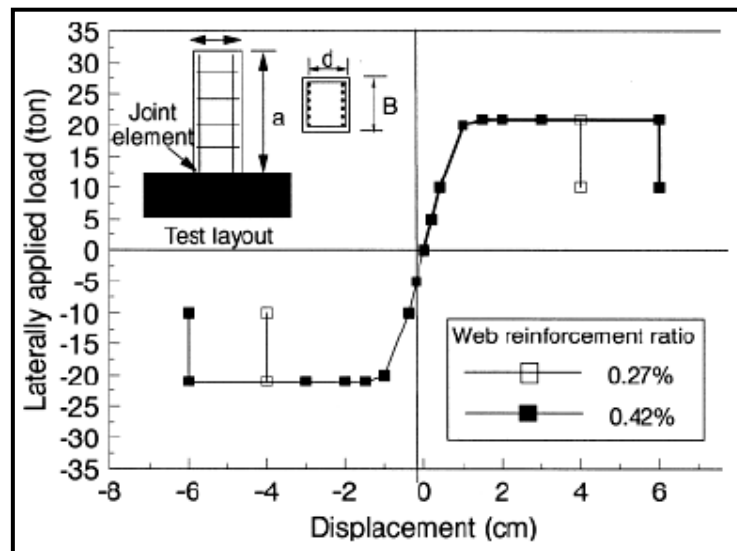 35
30
25
20
15
10
5
0
-5
-10
-15
-20
-25
-30
-35
Laterally applied load (ton)
d
B
a
Joint
element
Test layout
Web reinforcement ratio
0.27%
0.42%
-8
-6
-4
-2
0
2
4
6
Displacement (cm)